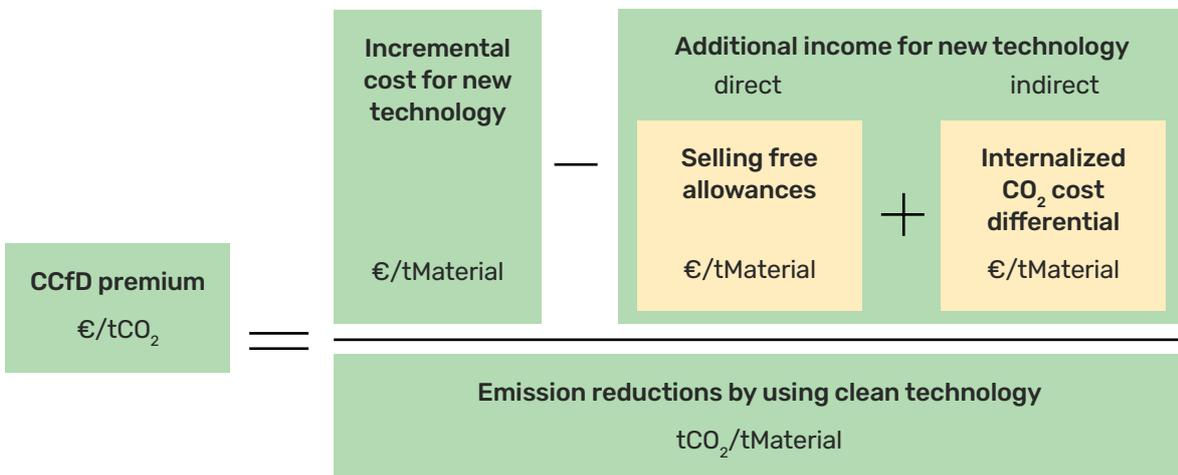 Incremental
cost for new
technology
€/tMaterial
Additional income for new technology
direct
indirect
Selling free
allowances
€/tMaterial
Internalized
CO₂ cost
differential
€/tMaterial
CCfD premium
€/tCO₂
Emission reductions by using clean technology
tCO₂/tMaterial